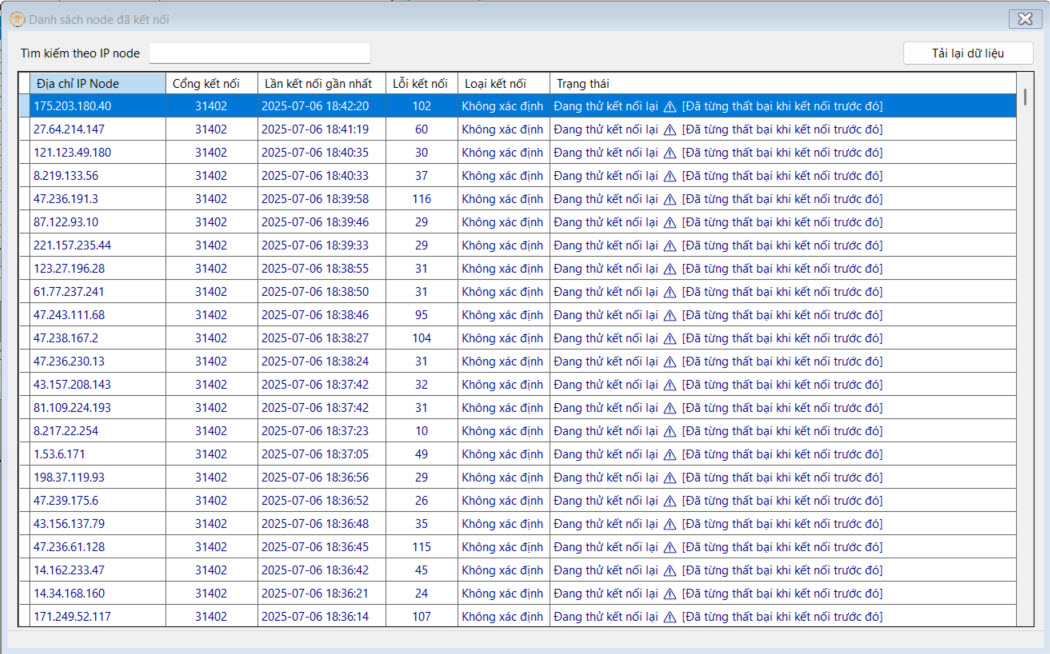 Danh sách node đã kết nối
Tìm kiếm theo IP node Tải lại dữ liệu
Địa chỉ IP Node Cổng kết nối Lần kết nối gần nhất Lỗi kết nối Loại kết nối Trạng thái
175.203.180.40 31402 2025-07-06 18:42:20 102 Không xác định Đang thử kết nối lại ⚠ [Đã từng thất bại khi kết nối trước đó]
27.64.214.147 31402 2025-07-06 18:41:19 60 Không xác định Đang thử kết nối lại ⚠ [Đã từng thất bại khi kết nối trước đó]
121.123.49.180 31402 2025-07-06 18:40:35 30 Không xác định Đang thử kết nối lại ⚠ [Đã từng thất bại khi kết nối trước đó]
8.219.133.56 31402 2025-07-06 18:40:33 37 Không xác định Đang thử kết nối lại ⚠ [Đã từng thất bại khi kết nối trước đó]
47.236.191.3 31402 2025-07-06 18:39:58 116 Không xác định Đang thử kết nối lại ⚠ [Đã từng thất bại khi kết nối trước đó]
87.122.93.10 31402 2025-07-06 18:39:46 29 Không xác định Đang thử kết nối lại ⚠ [Đã từng thất bại khi kết nối trước đó]
221.157.235.44 31402 2025-07-06 18:39:33 29 Không xác định Đang thử kết nối lại ⚠ [Đã từng thất bại khi kết nối trước đó]
123.27.196.28 31402 2025-07-06 18:38:55 31 Không xác định Đang thử kết nối lại ⚠ [Đã từng thất bại khi kết nối trước đó]
61.77.237.241 31402 2025-07-06 18:38:50 31 Không xác định Đang thử kết nối lại ⚠ [Đã từng thất bại khi kết nối trước đó]
47.243.111.68 31402 2025-07-06 18:38:46 95 Không xác định Đang thử kết nối lại ⚠ [Đã từng thất bại khi kết nối trước đó]
47.238.167.2 31402 2025-07-06 18:38:27 104 Không xác định Đang thử kết nối lại ⚠ [Đã từng thất bại khi kết nối trước đó]
47.236.230.13 31402 2025-07-06 18:38:24 31 Không xác định Đang thử kết nối lại ⚠ [Đã từng thất bại khi kết nối trước đó]
43.157.208.143 31402 2025-07-06 18:37:42 32 Không xác định Đang thử kết nối lại ⚠ [Đã từng thất bại khi kết nối trước đó]
81.109.224.193 31402 2025-07-06 18:37:42 31 Không xác định Đang thử kết nối lại ⚠ [Đã từng thất bại khi kết nối trước đó]
8.217.22.254 31402 2025-07-06 18:37:23 10 Không xác định Đang thử kết nối lại ⚠ [Đã từng thất bại khi kết nối trước đó]
1.53.6.171 31402 2025-07-06 18:37:05 49 Không xác định Đang thử kết nối lại ⚠ [Đã từng thất bại khi kết nối trước đó]
198.37.119.93 31402 2025-07-06 18:36:56 29 Không xác định Đang thử kết nối lại ⚠ [Đã từng thất bại khi kết nối trước đó]
47.239.175.6 31402 2025-07-06 18:36:52 26 Không xác định Đang thử kết nối lại ⚠ [Đã từng thất bại khi kết nối trước đó]
43.156.137.79 31402 2025-07-06 18:36:48 35 Không xác định Đang thử kết nối lại ⚠ [Đã từng thất bại khi kết nối trước đó]
47.236.61.128 31402 2025-07-06 18:36:45 115 Không xác định Đang thử kết nối lại ⚠ [Đã từng thất bại khi kết nối trước đó]
14.162.233.47 31402 2025-07-06 18:36:42 45 Không xác định Đang thử kết nối lại ⚠ [Đã từng thất bại khi kết nối trước đó]
14.34.168.160 31402 2025-07-06 18:36:21 24 Không xác định Đang thử kết nối lại ⚠ [Đã từng thất bại khi kết nối trước đó]
171.249.52.117 31402 2025-07-06 18:36:14 107 Không xác định Đang thử kết nối lại ⚠ [Đã từng thất bại khi kết nối trước đó]